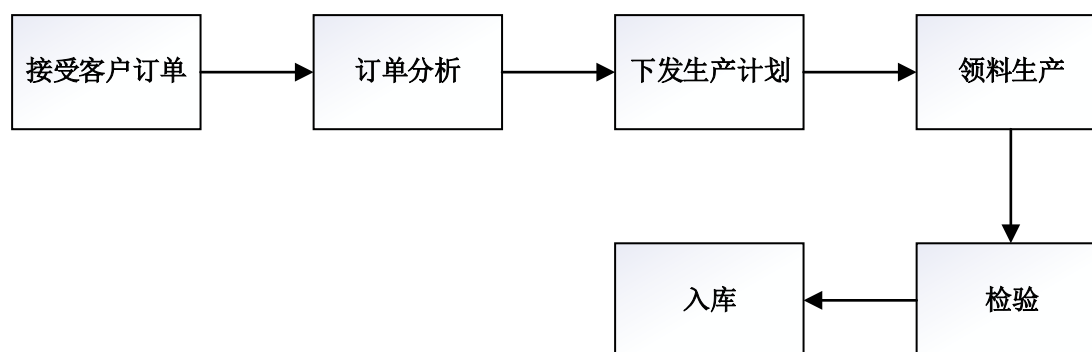 接受客户订单
订单分析
下发生产计划
领料生产
检验
入库